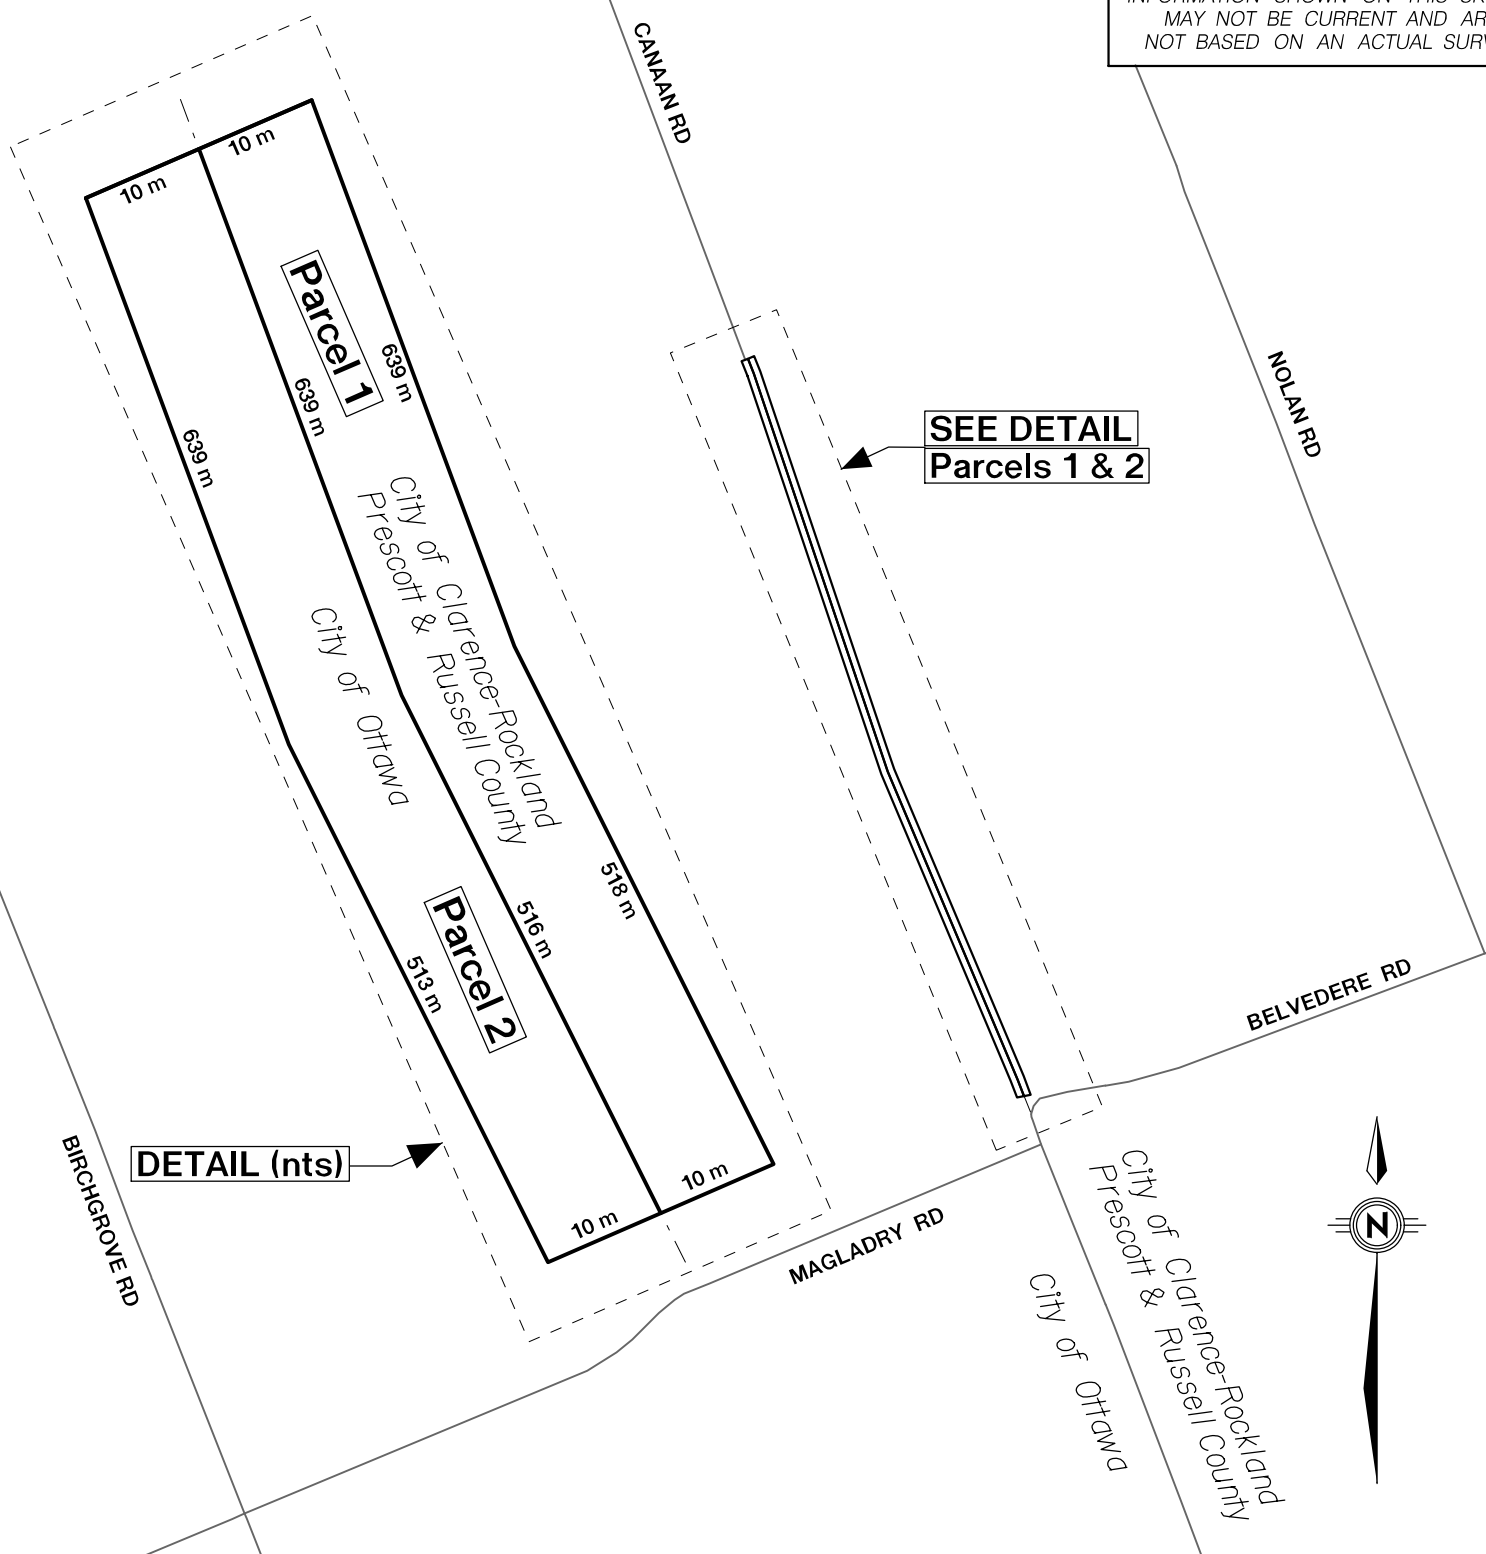 MAY NOT BE CURRENT AND AR
NOT BASED ON AN ACTUAL SURV
CANAAN RD
10 m
10 m
Parcel 1
639 m
639 m
639 m
NOLAN RD
SEE DETAIL
Parcels 1 & 2
City of Clarence-Rockland
Prescott & Russell County
City of Ottawa
518 m
516 m
513 m
Parcel 2
BELVEDERE RD
DETAIL (nts)
BIRCHGROVE RD
10 m
10 m
MAGLADRY RD
City of Clarence-Rockland
Prescott & Russell County
City of Ottawa
N